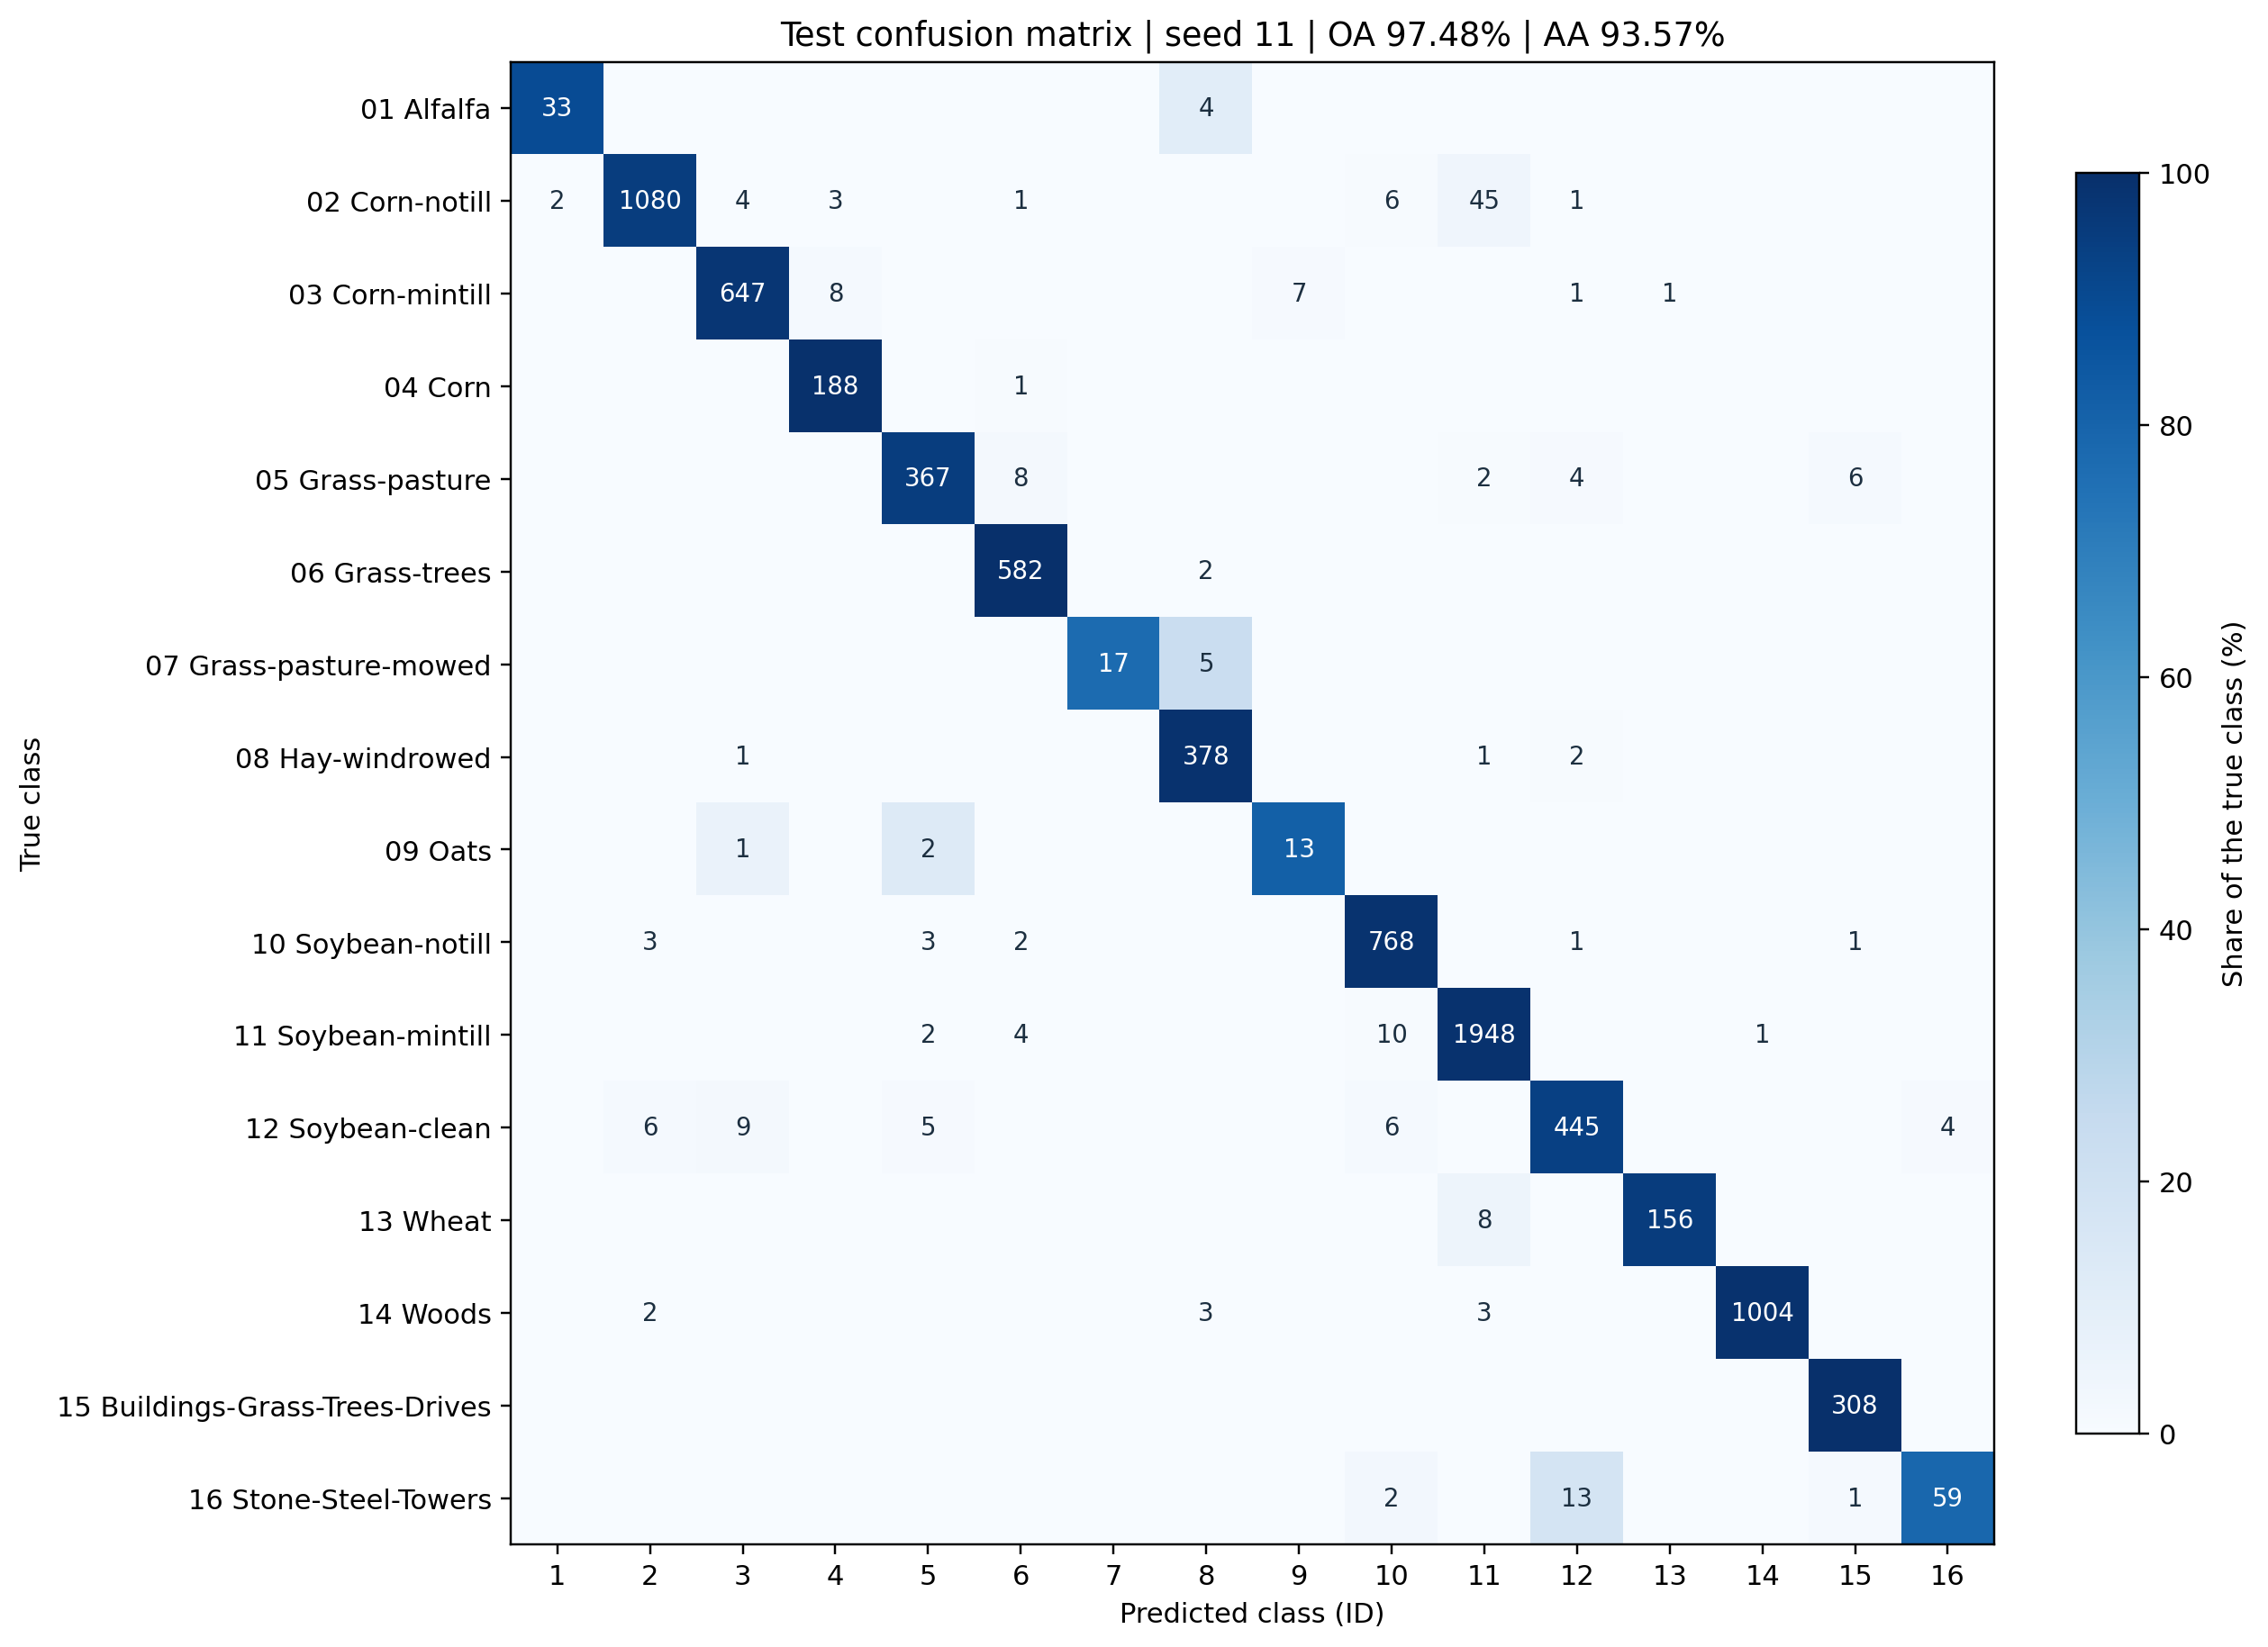 Test confusion matrix | seed 11 | OA 97.48% | AA 93.57%
01 Alfalfa 33 4
02 Corn-notill 2 1080 4 3 1 6 45 1
03 Corn-mintill 647 8 7 1 1
04 Corn 188 1
05 Grass-pasture 367 8 2 4 6
06 Grass-trees 582 2
07 Grass-pasture-mowed 17 5
08 Hay-windrowed 1 378 1 2
09 Oats 1 2 13
10 Soybean-notill 3 3 2 768 1 1
11 Soybean-mintill 2 4 10 1948 1
12 Soybean-clean 6 9 5 6 445 4
13 Wheat 8 156
14 Woods 2 3 3 1004
15 Buildings-Grass-Trees-Drives 308
16 Stone-Steel-Towers 2 13 1 59
1 2 3 4 5 6 7 8 9 10 11 12 13 14 15 16
Predicted class (ID)
True class
100
80
60
40
20
0
Share of the true class (%)